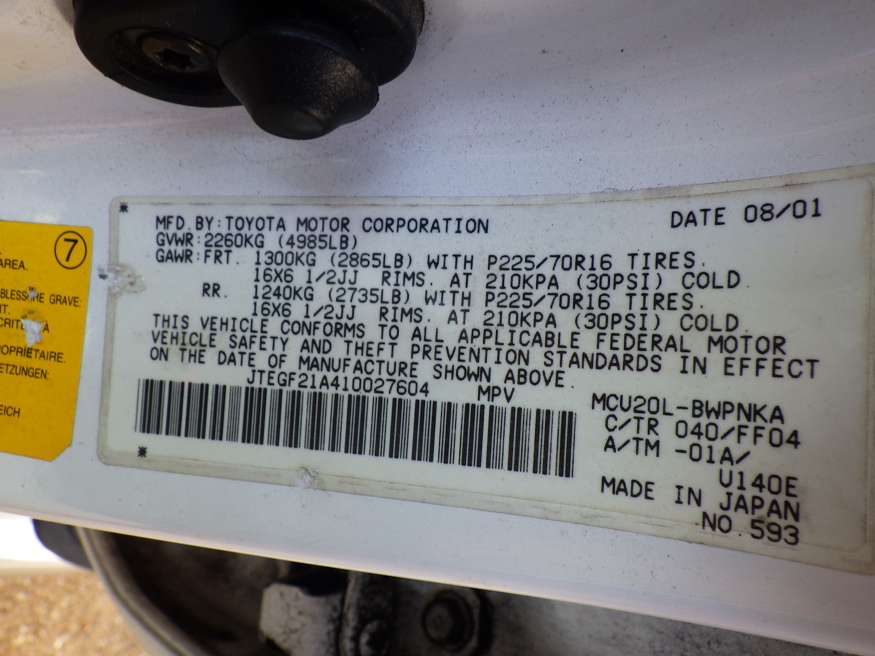 7
AREA.
GRAVE:
OPRIETAIRE.
ETZUNGEN:
EICH
MFD.BY:TOYOTA MOTOR CORPORATION
DATE 08/01
GVWR:2260KG (4985LB)
GAWR:FRT. 1300KG (2865LB) WITH P225/70R16 TIRES.
16X6 1/2JJ RIMS. AT 210KPA (30PSI) COLD.
RR. 1240KG (2735LB) WITH P225/70R16 TIRES.
16X6 1/2JJ RIMS. AT 210KPA (30PSI) COLD.
THIS VEHICLE CONFORMS TO ALL APPLICABLE FEDERAL MOTOR
VEHICLE SAFETY AND THEFT PREVENTION STANDARDS IN EFFECT
ON THE DATE OF MANUFACTURE SHOWN ABOVE.
JTEGF21A410027604 MPV
MCU20L-BWPNKA
C/TR 040/FF04
A/TM -01A/
U140E
MADE IN JAPAN
NO.593